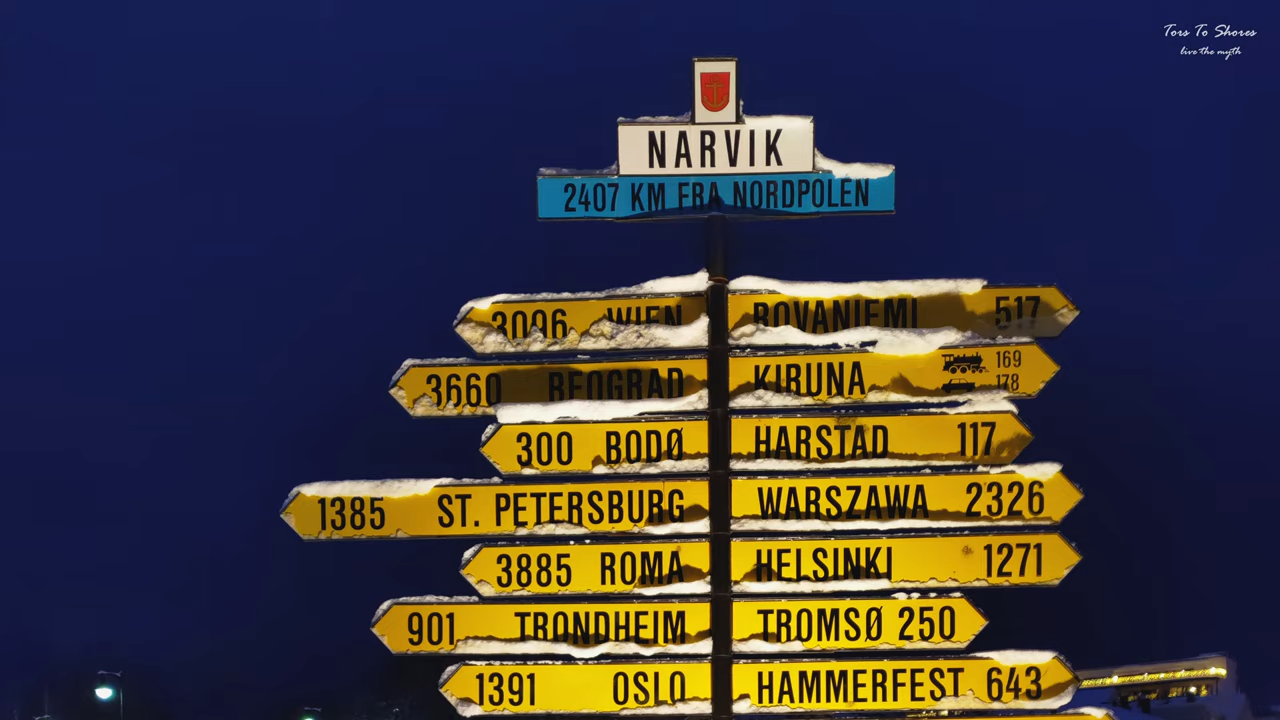 Tors To Shores
live the myth
NARVIK
2407 KM FRA NORDPOLEN
3006 WIEN
ROVANIEMI 517
3660 BEOGRAD
KIRUNA 169
178
300 BODØ
HARSTAD 117
1385 ST. PETERSBURG
WARSZAWA 2326
3885 ROMA
HELSINKI 1271
901 TRONDHEIM
TROMSØ 250
1391 OSLO
HAMMERFEST 643